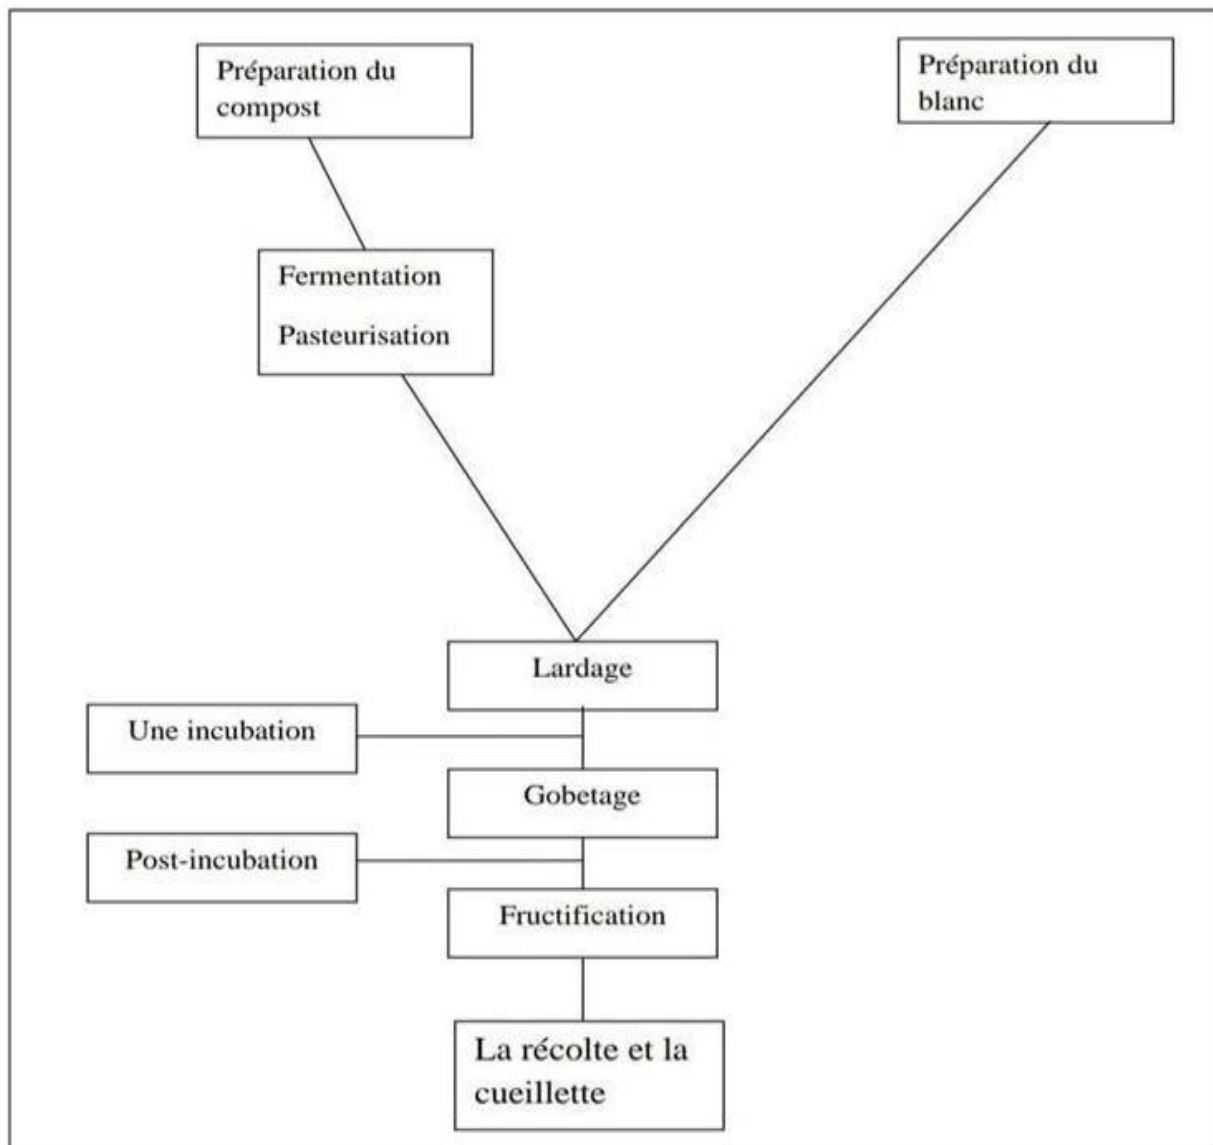 Préparation du
compost
Préparation du
blanc
Fermentation
Pasteurisation
Lardage
Une incubation
Gobetage
Post-incubation
Fructification
La récolte et la
cueillette